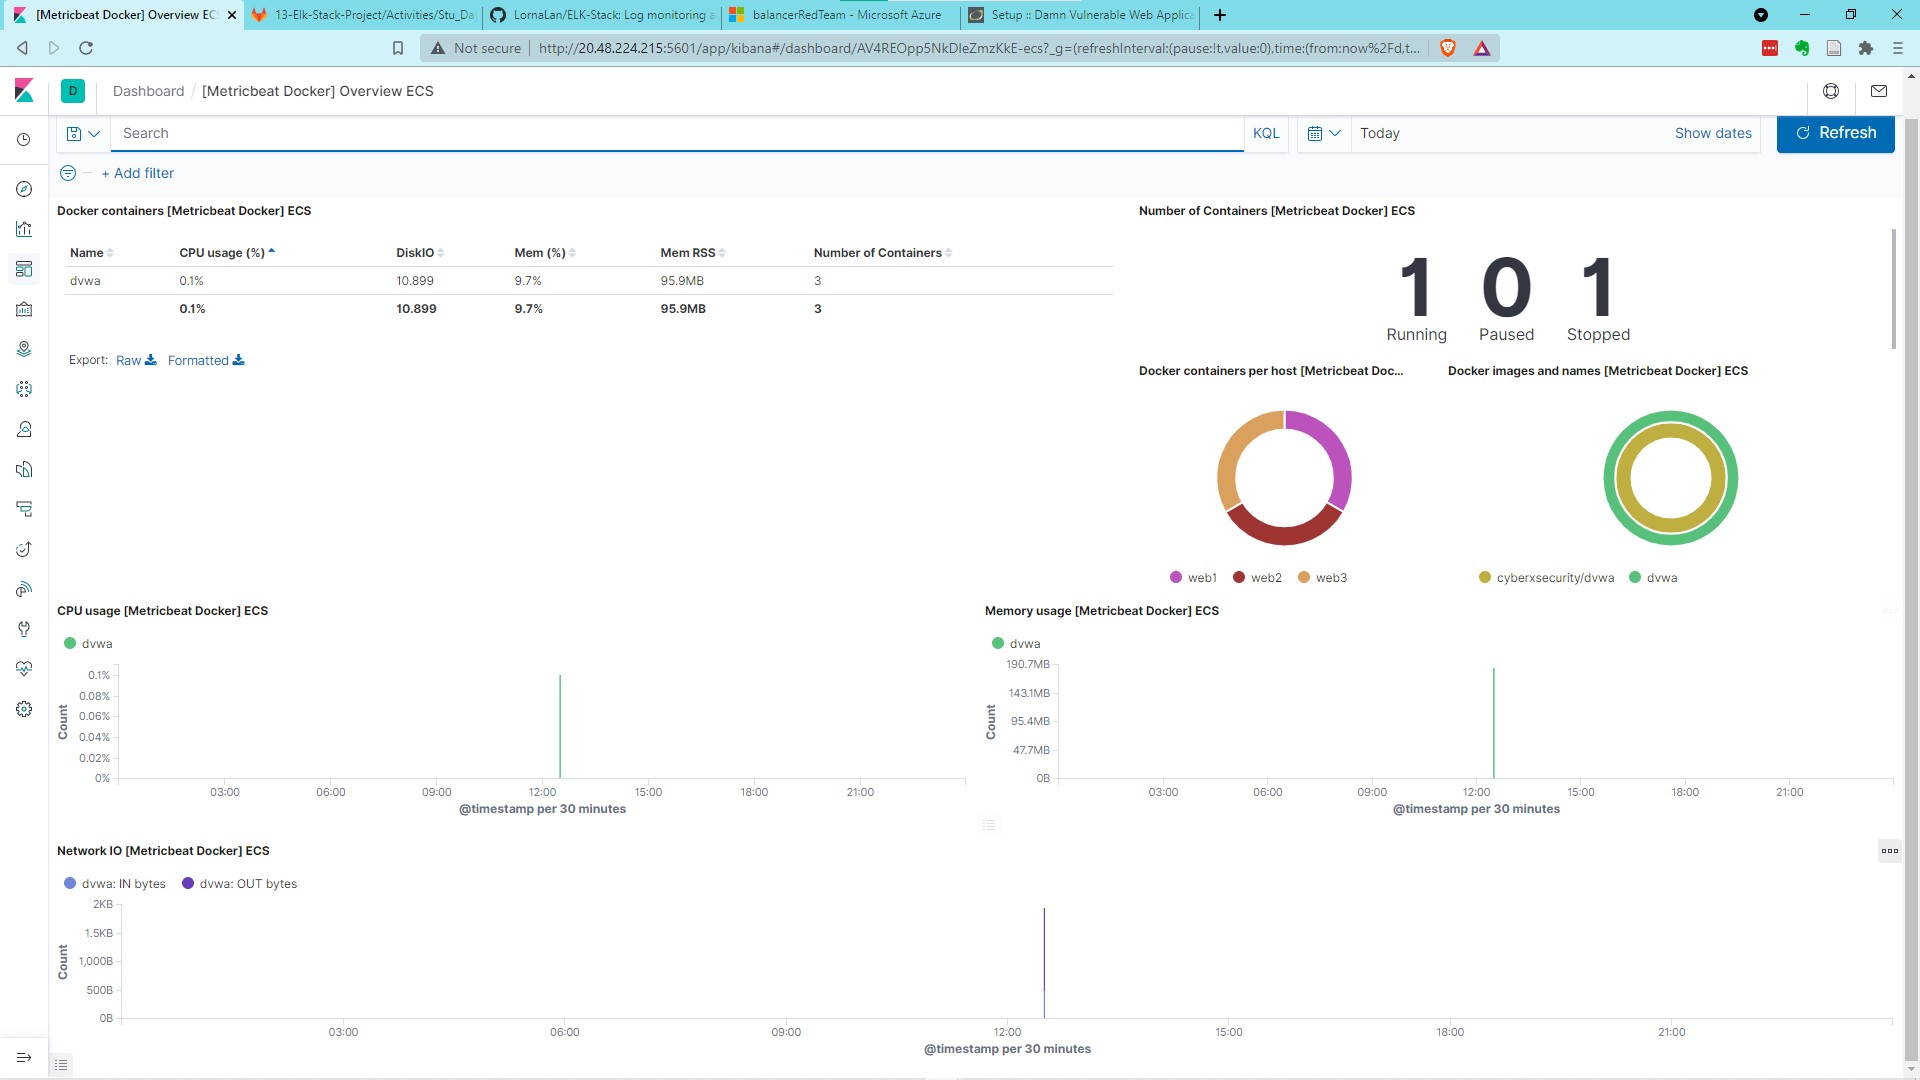 [Metricbeat Docker] Overview EC
13-Elk-Stack-Project/Activities/Stu_Da
LornaLan/ELK-Stack: Log monitoring a
balancerRedTeam - Microsoft Azure
Setup :: Damn Vulnerable Web Applica
Not secure
http://20.48.224.215:5601/app/kibana#/dashboard/AV4REOpp5NkDleZmzKkE-ecs?_g=(refreshInterval:(pause:!t,value:0),time:(from:now%2Fd,t...
D
Dashboard / [Metricbeat Docker] Overview ECS
Search
KQL
Today
Show dates
Refresh
+ Add filter
Docker containers [Metricbeat Docker] ECS
Name CPU usage (%) DiskIO Mem (%) Mem RSS Number of Containers
dvwa 0.1% 10.899 9.7% 95.9MB 3
0.1% 10.899 9.7% 95.9MB 3
Export: Raw Formatted
Number of Containers [Metricbeat Docker] ECS
1 0 1
Running Paused Stopped
Docker containers per host [Metricbeat Doc...
web1 web2 web3
Docker images and names [Metricbeat Docker] ECS
cyberxsecurity/dvwa dvwa
CPU usage [Metricbeat Docker] ECS
dvwa
Count
0.1%
0.08%
0.06%
0.04%
0.02%
0%
03:00 06:00 09:00 12:00 15:00 18:00 21:00
@timestamp per 30 minutes
Memory usage [Metricbeat Docker] ECS
dvwa
Count
190.7MB
143.1MB
95.4MB
47.7MB
0B
03:00 06:00 09:00 12:00 15:00 18:00 21:00
@timestamp per 30 minutes
Network IO [Metricbeat Docker] ECS
dvwa: IN bytes dvwa: OUT bytes
Count
2KB
1.5KB
1,000B
500B
0B
03:00 06:00 09:00 12:00 15:00 18:00 21:00
@timestamp per 30 minutes